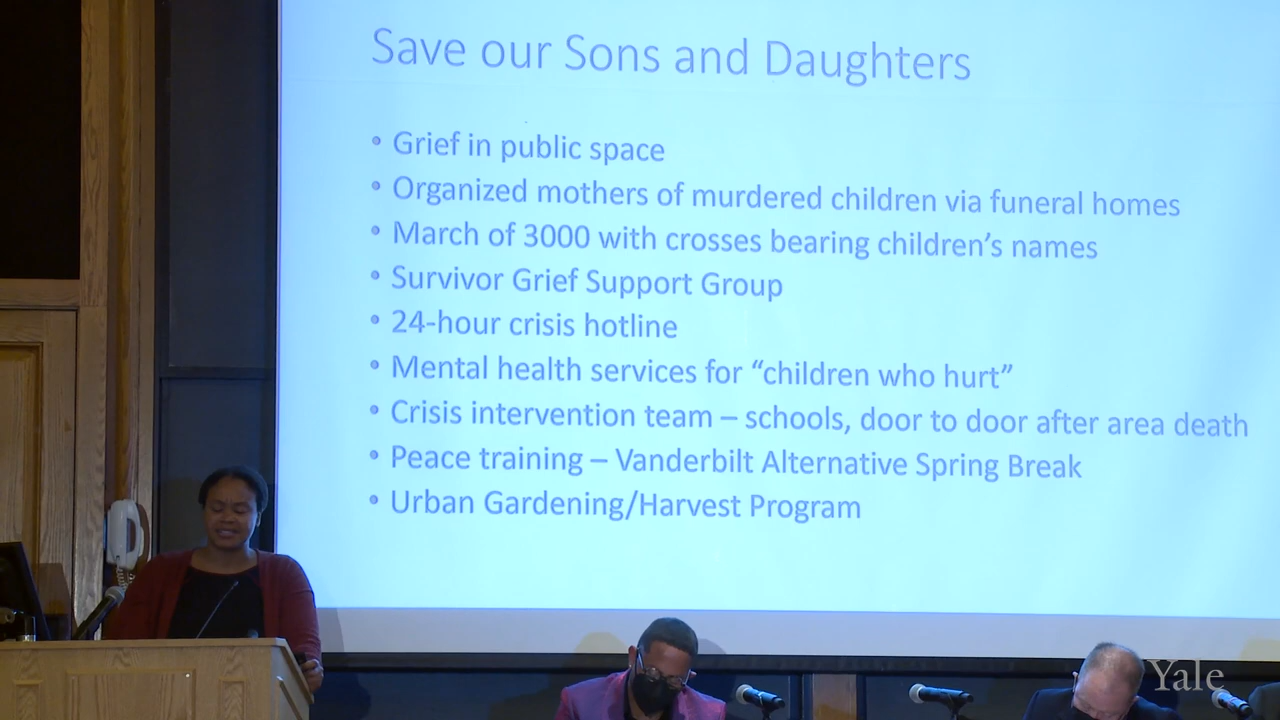 Save our Sons and Daughters
• Grief in public space
• Organized mothers of murdered children via funeral homes
• March of 3000 with crosses bearing children's names
• Survivor Grief Support Group
• 24-hour crisis hotline
• Mental health services for “children who hurt”
• Crisis intervention team – schools, door to door after area death
• Peace training – Vanderbilt Alternative Spring Break
• Urban Gardening/Harvest Program
Yale